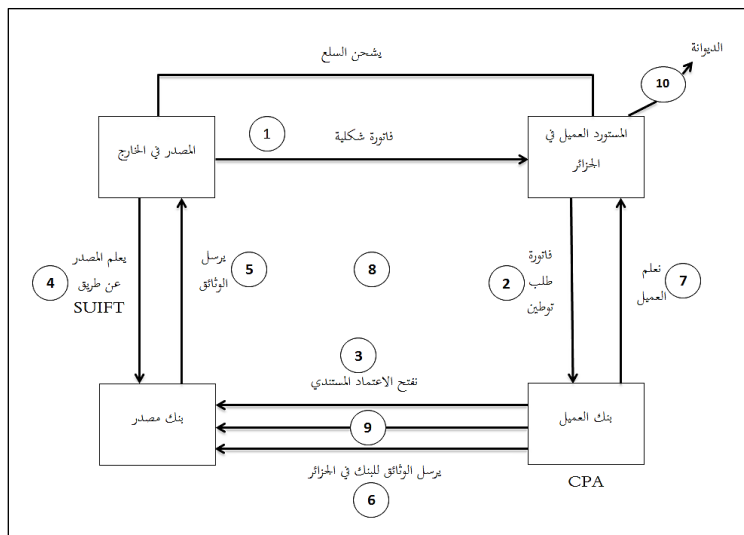 يشحن السلع
الديوانة
10
المصدر في الخارج
1
فاتورة شكلية
المستورد العميل في
الجزائر
4
يعلم المصدر
عن طريق
SUIFT
يرسل
الوثائق
5
8
2
فاتورة
طلب
توطين
نعلم
العميل
7
3
نفتح الاعتماد المستندي
بنك مصدر
9
بنك العميل
يرسل الوثائق للبنك في الجزائر
6
CPA